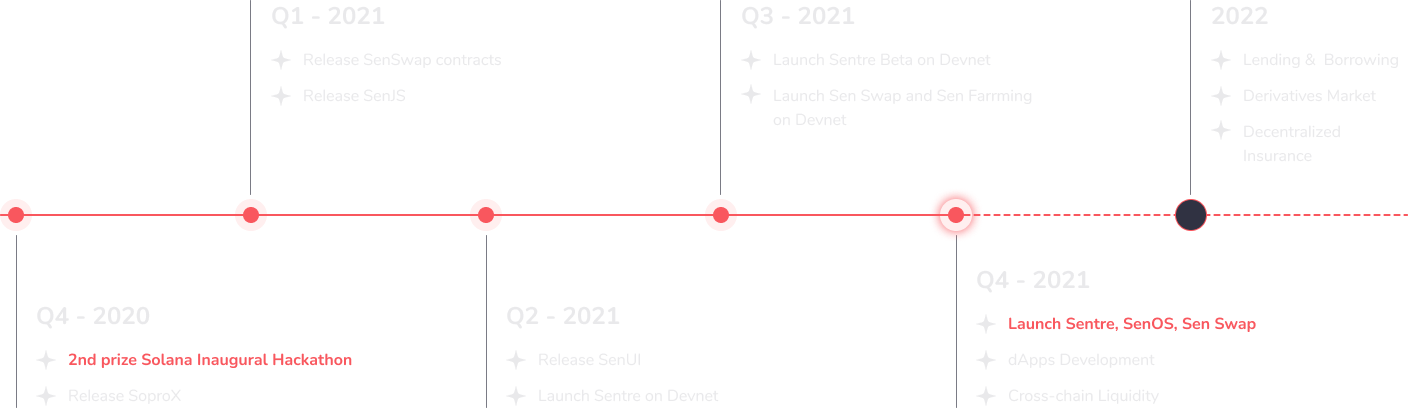 Q1 - 2021
Release SenSwap contracts
Release SenJS
Q3 - 2021
Launch Sentre Beta on Devnet
Launch Sen Swap and Sen Farrming
on Devnet
2022
Lending & Borrowing
Derivatives Market
Decentralized
Insurance
Q4 - 2020
2nd prize Solana Inaugural Hackathon
Release SoproX
Q2 - 2021
Release SenUI
Launch Sentre on Devnet
Q4 - 2021
Launch Sentre, SenOS, Sen Swap
dApps Development
Cross-chain Liquidity